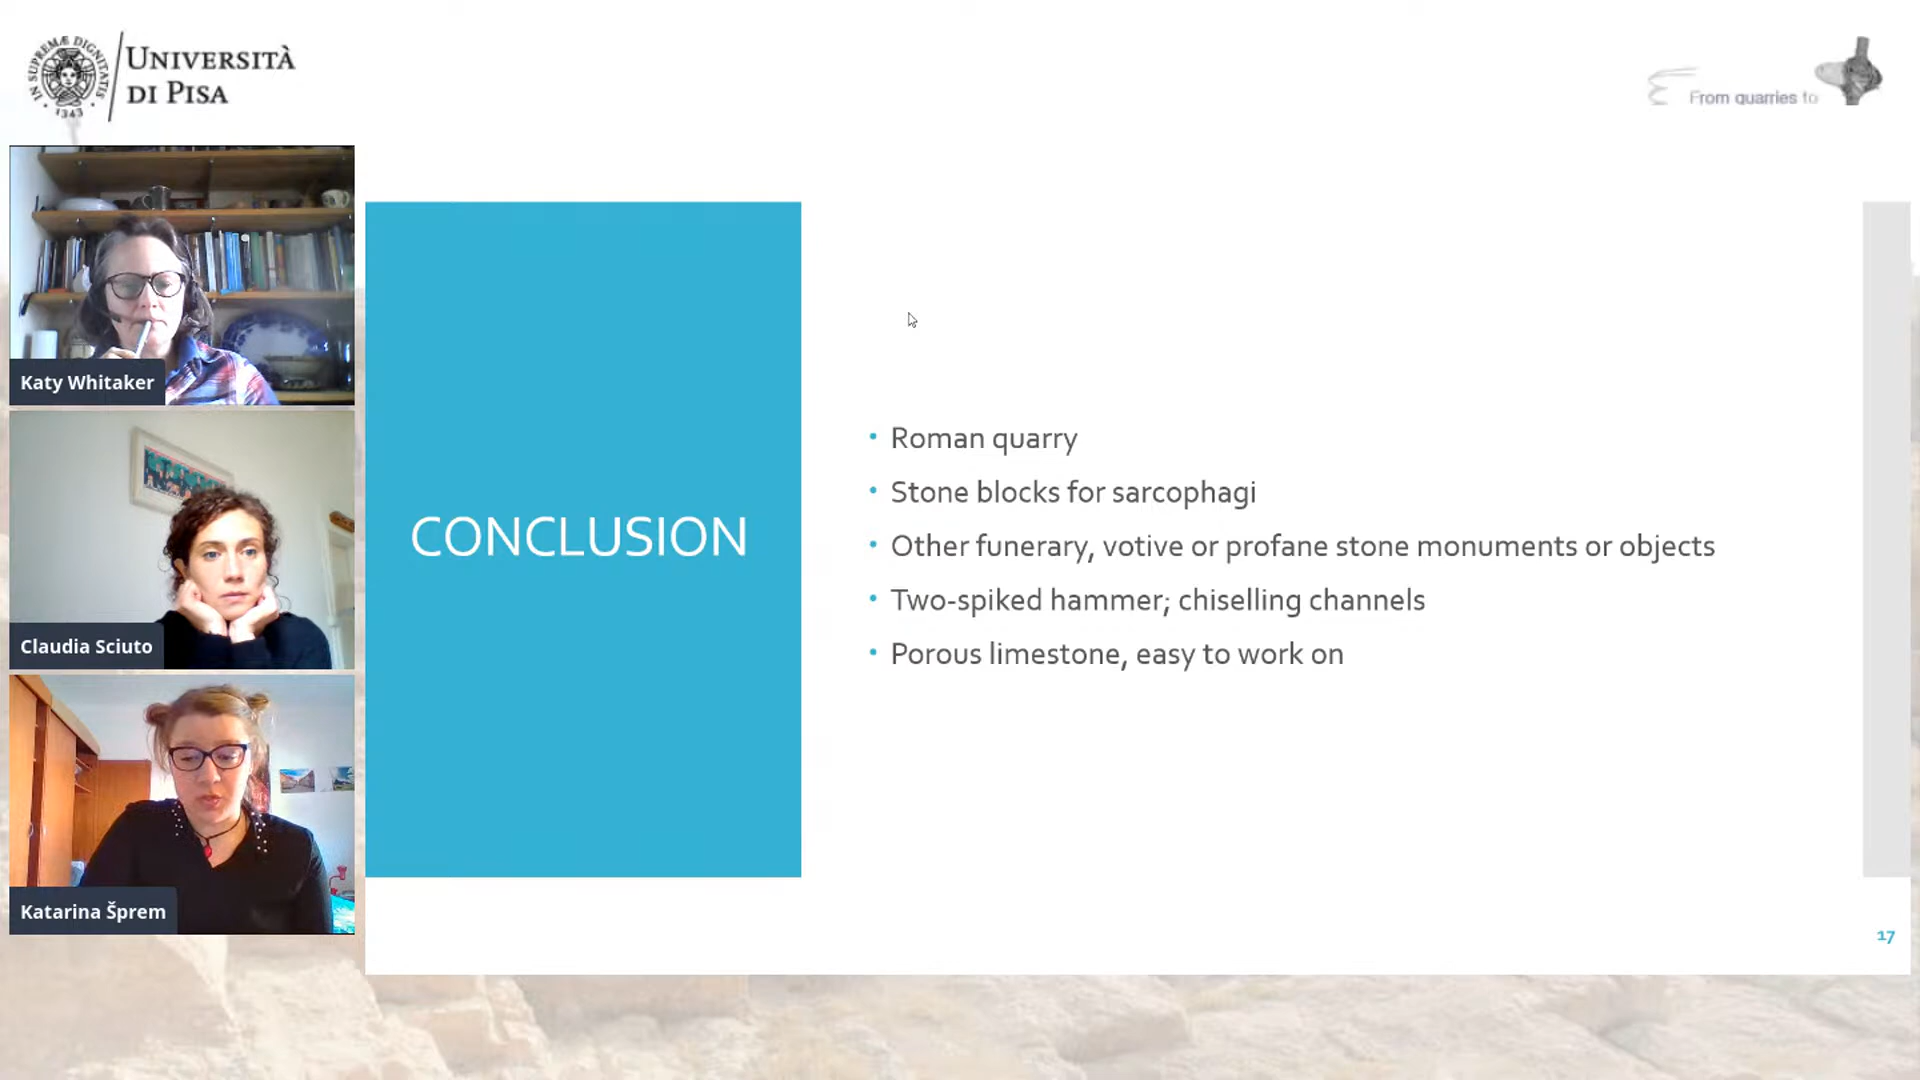 IN SUPREMÆ DIGNITATIS
1343
UNIVERSITÀ
DI PISA
From quarries to
Katy Whitaker
Claudia Sciuto
Katarina Šprem
CONCLUSION
• Roman quarry
• Stone blocks for sarcophagi
• Other funerary, votive or profane stone monuments or objects
• Two-spiked hammer; chiselling channels
• Porous limestone, easy to work on
17